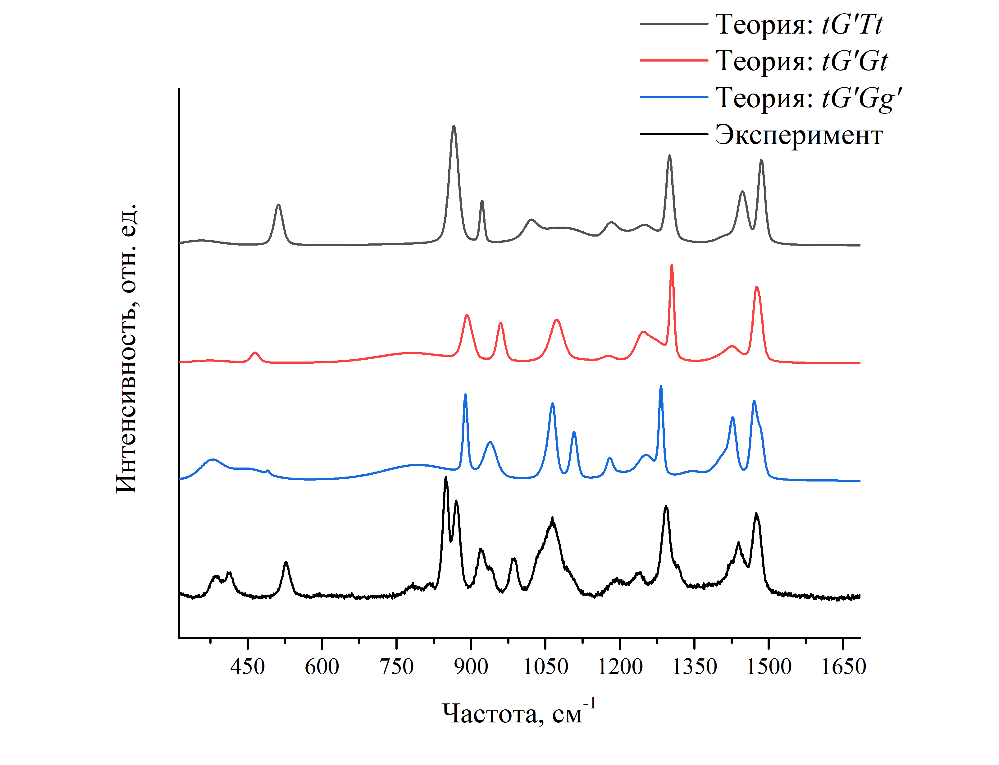 Теория: tG'Tt
Теория: tG'Gt
Теория: tG'Gg'
Эксперимент
Интенсивность, отн. ед.
450 600 750 900 1050 1200 1350 1500 1650
Частота, см⁻¹